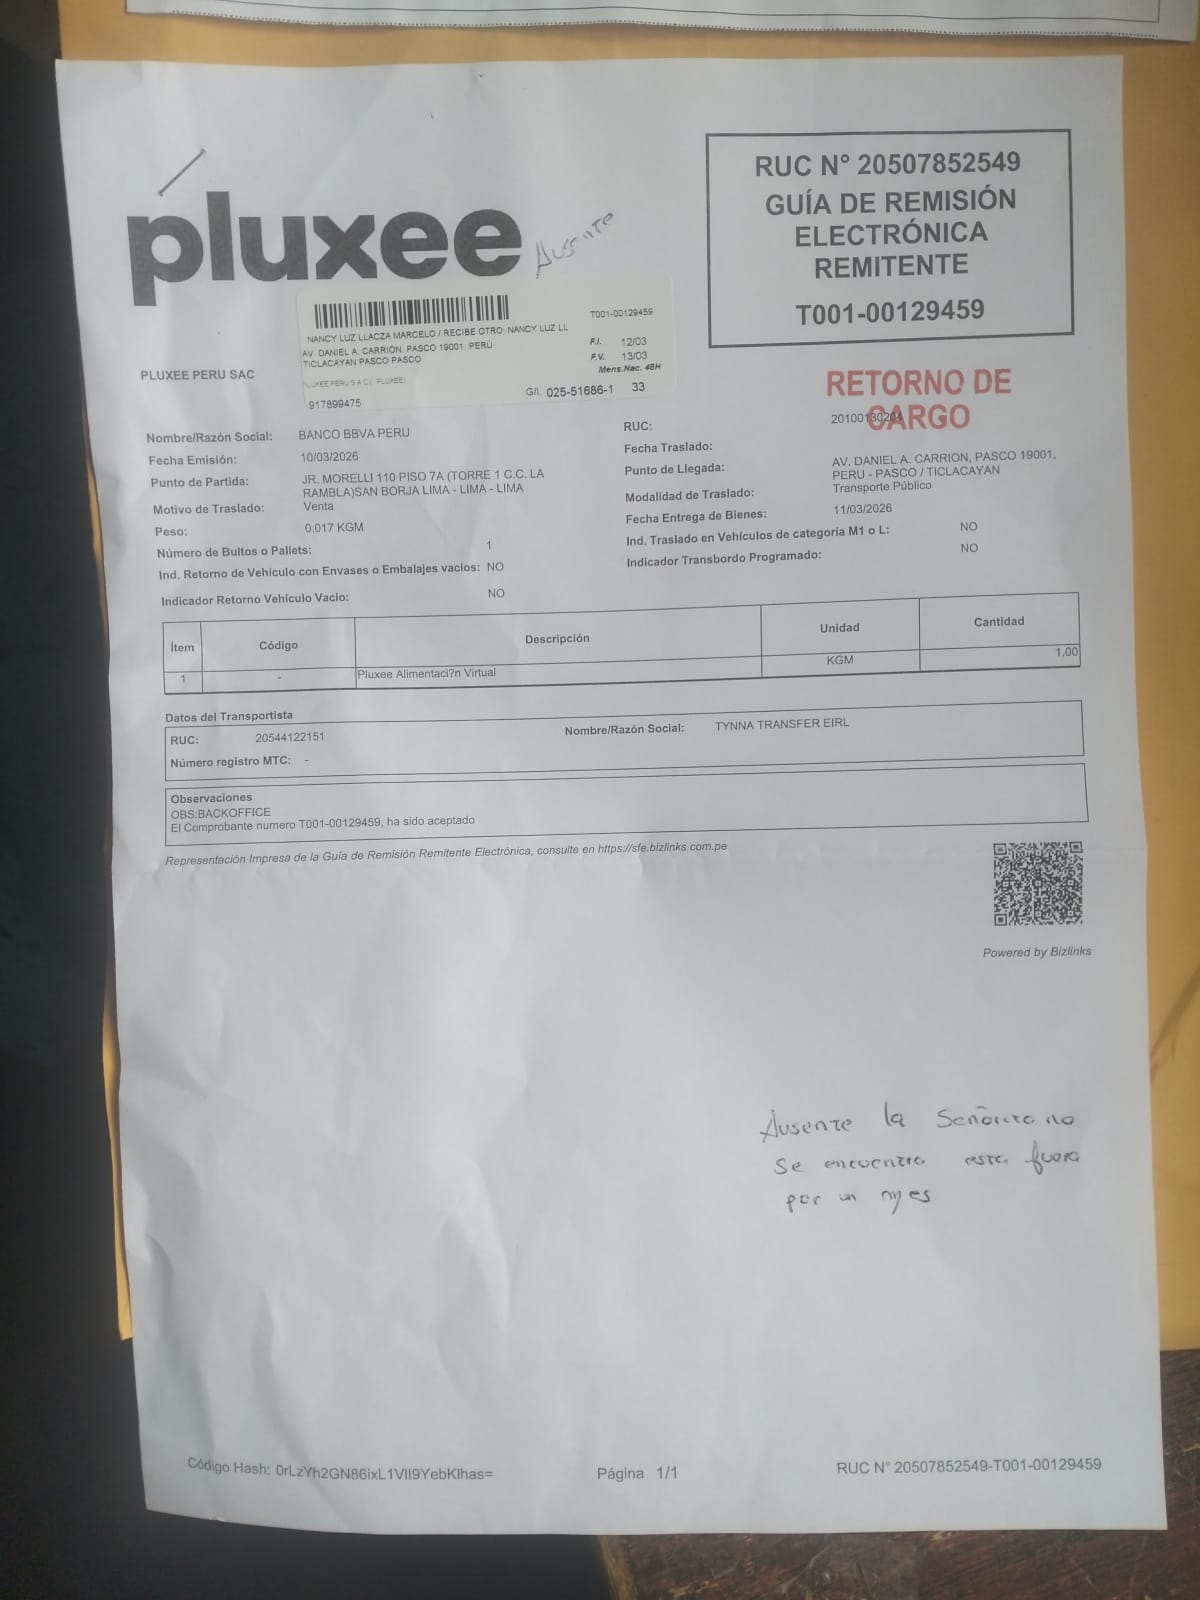 pluxee
Ausente
RUC N° 20507852549
GUÍA DE REMISIÓN
ELECTRÓNICA
REMITENTE
T001-00129459
T001-00129459
NANCY LUZ LLACZA MARCELO / RECIBE OTRO: NANCY LUZ LL
AV. DANIEL A. CARRIÓN, PASCO 19001, PERÚ
TICLACAYAN PASCO PASCO
F.I. 12/03
F.V. 13/03
Mens.Nac. 48H
PLUXEE PERU S A C ( PLUXEE)
G/I. 025-51686-1 33
917899475
PLUXEE PERU SAC
RETORNO DE
CARGO
Nombre/Razón Social: BANCO BBVA PERU
RUC: 20100130204
Fecha Emisión: 10/03/2026
Fecha Traslado:
Punto de Partida: JR. MORELLI 110 PISO 7A (TORRE 1 C.C. LA
RAMBLA)SAN BORJA LIMA - LIMA - LIMA
Punto de Llegada: AV. DANIEL A. CARRION, PASCO 19001,
PERU - PASCO / TICLACAYAN
Motivo de Traslado: Venta
Modalidad de Traslado: Transporte Público
Peso: 0.017 KGM
Fecha Entrega de Bienes: 11/03/2026
Número de Bultos o Pallets: 1
Ind. Traslado en Vehículos de categoría M1 o L: NO
Ind. Retorno de Vehículo con Envases o Embalajes vacios: NO
Indicador Transbordo Programado: NO
Indicador Retorno Vehículo Vacio: NO
Ítem Código Descripción Unidad Cantidad
1 - Pluxee Alimentaci?n Virtual KGM 1.00
Datos del Transportista
RUC: 20544122151 Nombre/Razón Social: TYNNA TRANSFER EIRL
Número registro MTC: -
Observaciones
OBS:BACKOFFICE
El Comprobante numero T001-00129459, ha sido aceptado
Representación Impresa de la Guía de Remisión Remitente Electrónica, consulte en https://sfe.bizlinks.com.pe
Powered by Bizlinks
Ausente la Señorita no
Se encuentra esta fuera
por un mes
Código Hash: 0rLzYh2GN86ixL1VII9YebKlhas=
Página 1/1
RUC N° 20507852549-T001-00129459